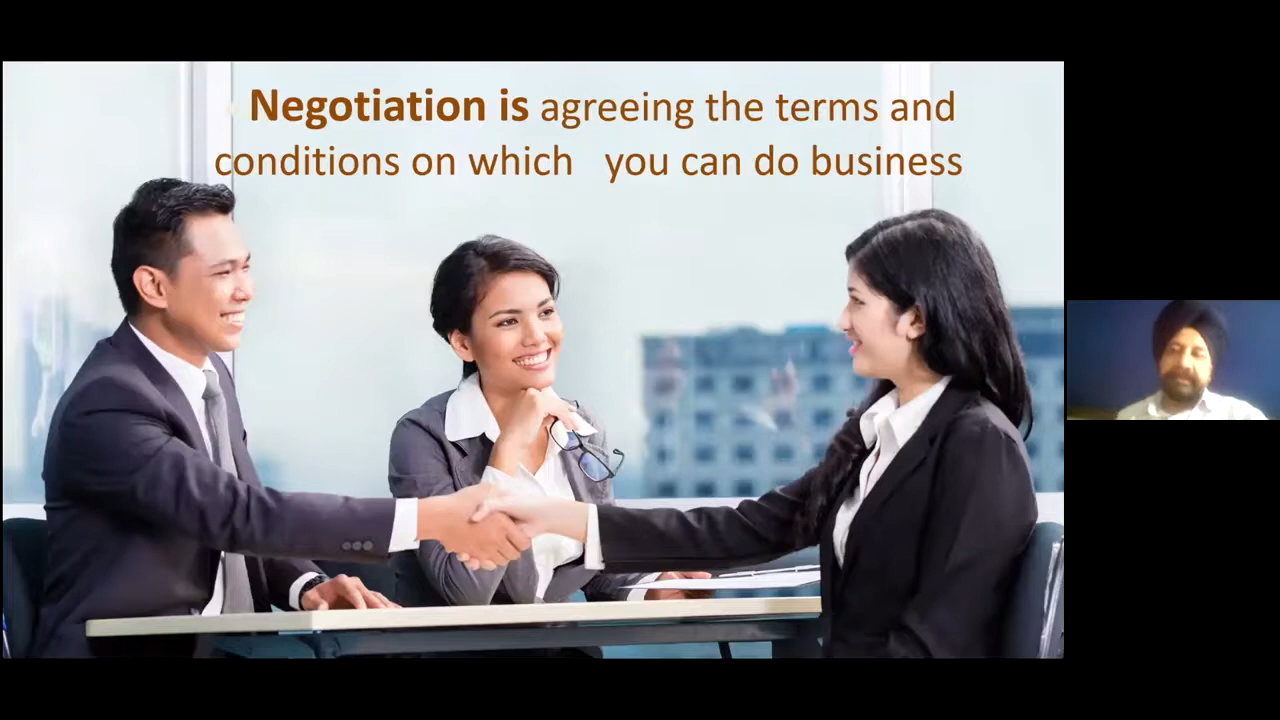 Negotiation is agreeing the terms and
conditions on which you can do business